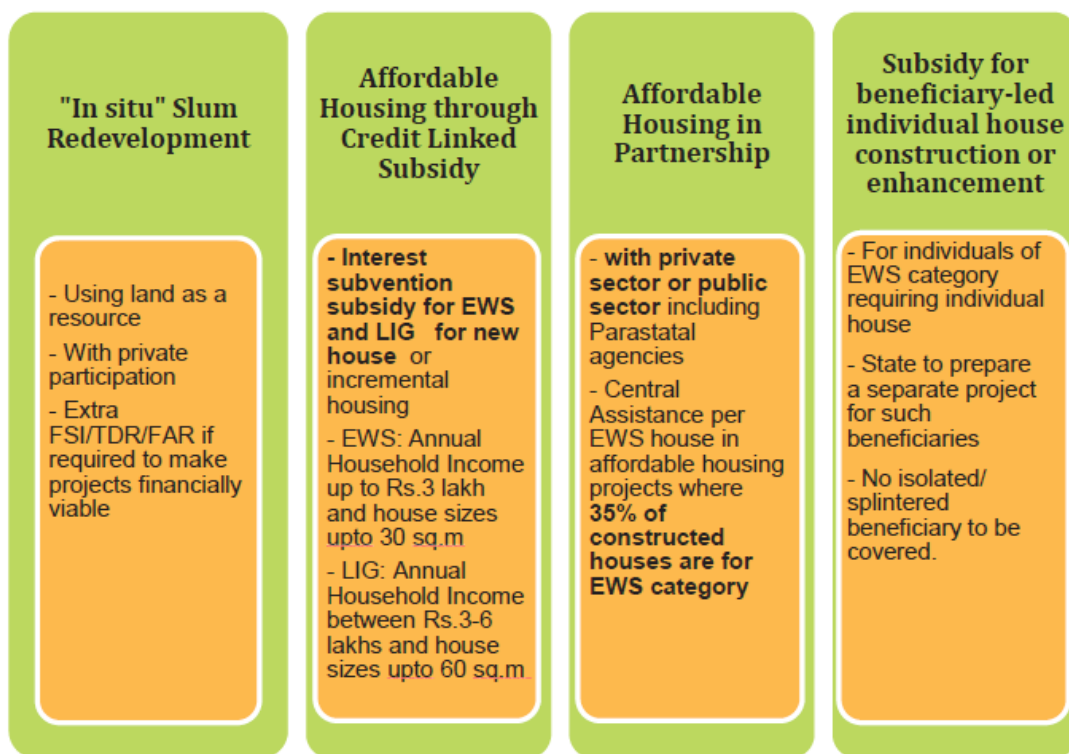 "In situ" Slum
Redevelopment
- Using land as a
resource
- With private
participation
- Extra
FSI/TDR/FAR if
required to make
projects financially
viable
Affordable
Housing through
Credit Linked
Subsidy
- Interest
subvention
subsidy for EWS
and LIG for new
house or
incremental
housing
- EWS: Annual
Household Income
up to Rs.3 lakh
and house sizes
upto 30 sq.m
- LIG: Annual
Household Income
between Rs.3-6
lakhs and house
sizes upto 60 sq.m
Affordable
Housing in
Partnership
- with private
sector or public
sector including
Parastatal
agencies
- Central
Assistance per
EWS house in
affordable housing
projects where
35% of
constructed
houses are for
EWS category
Subsidy for
beneficiary-led
individual house
construction or
enhancement
- For individuals of
EWS category
requiring individual
house
- State to prepare
a separate project
for such
beneficiaries
- No isolated/
splintered
beneficiary to be
covered.